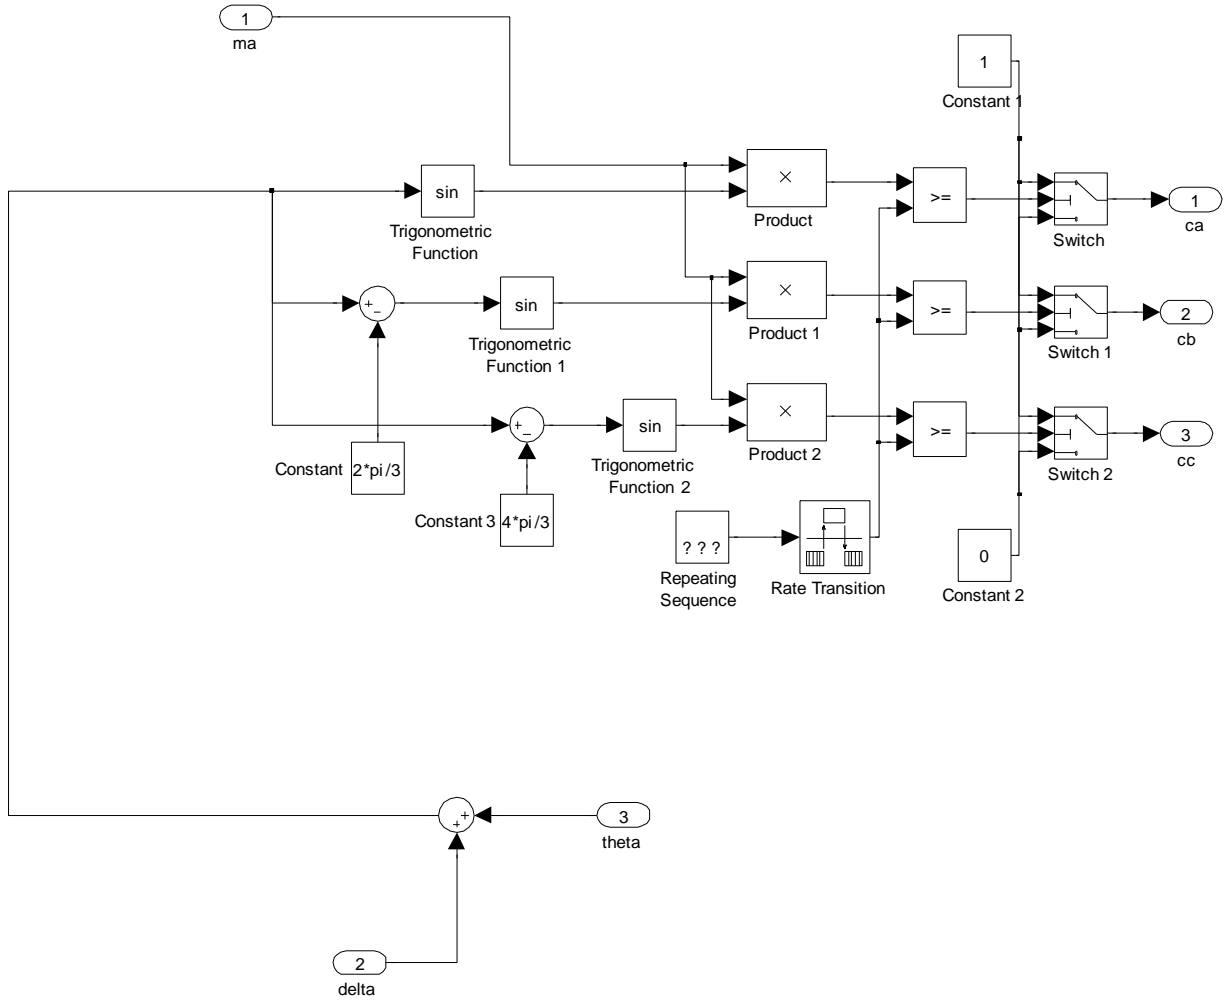 1
ma
1
Constant 1
sin
Trigonometric
Function
×
Product
>=
Switch
1
ca
+
_
sin
Trigonometric
Function 1
×
Product 1
>=
Switch 1
2
cb
+
_
sin
Trigonometric
Function 2
×
Product 2
>=
Switch 2
3
cc
Constant
2*pi/3
Constant 3
4*pi/3
? ? ?
Repeating
Sequence
Rate Transition
0
Constant 2
+
+
3
theta
2
delta